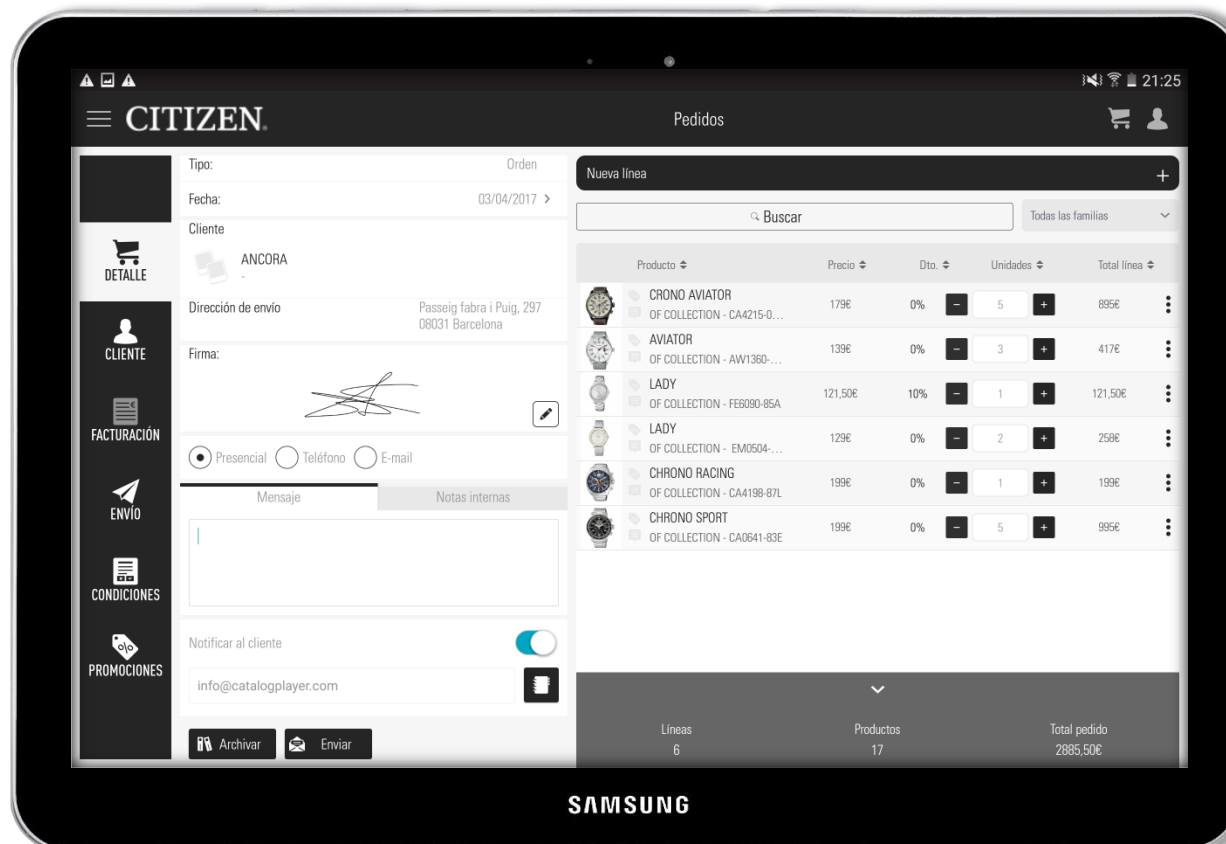 21:25
CITIZEN.
Pedidos
Tipo:
Orden
Fecha:
03/04/2017 >
Cliente
ANCORA
-
Dirección de envío
Passeig fabra i Puig, 297
08031 Barcelona
Firma:
Presencial Teléfono E-mail
Mensaje
Notas internas
Notificar al cliente
info@catalogplayer.com
Archivar
Enviar
DETALLE
CLIENTE
FACTURACIÓN
ENVÍO
CONDICIONES
PROMOCIONES
Nueva línea +
Buscar
Todas las familias
Producto Precio Dto. Unidades Total línea
CRONO AVIATOR
OF COLLECTION - CA4215-0...
179€ 0% - 5 + 895€
AVIATOR
OF COLLECTION - AW1360-...
139€ 0% - 3 + 417€
LADY
OF COLLECTION - FE6090-85A
121,50€ 10% - 1 + 121,50€
LADY
OF COLLECTION - EM0504-...
129€ 0% - 2 + 258€
CHRONO RACING
OF COLLECTION - CA4198-87L
199€ 0% - 1 + 199€
CHRONO SPORT
OF COLLECTION - CA0641-83E
199€ 0% - 5 + 995€
Líneas Productos Total pedido
6 17 2885,50€
SAMSUNG